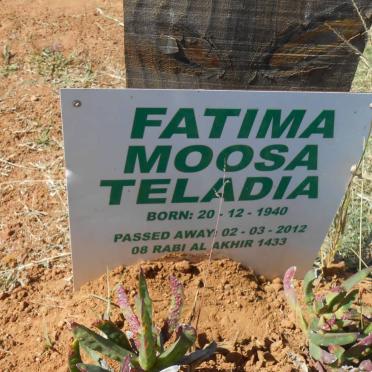 FATIMA
MOOSA
TELADIA
BORN: 20 - 12 - 1940
PASSED AWAY: 02 - 03 - 2012
08 RABI AL AKHIR 1433